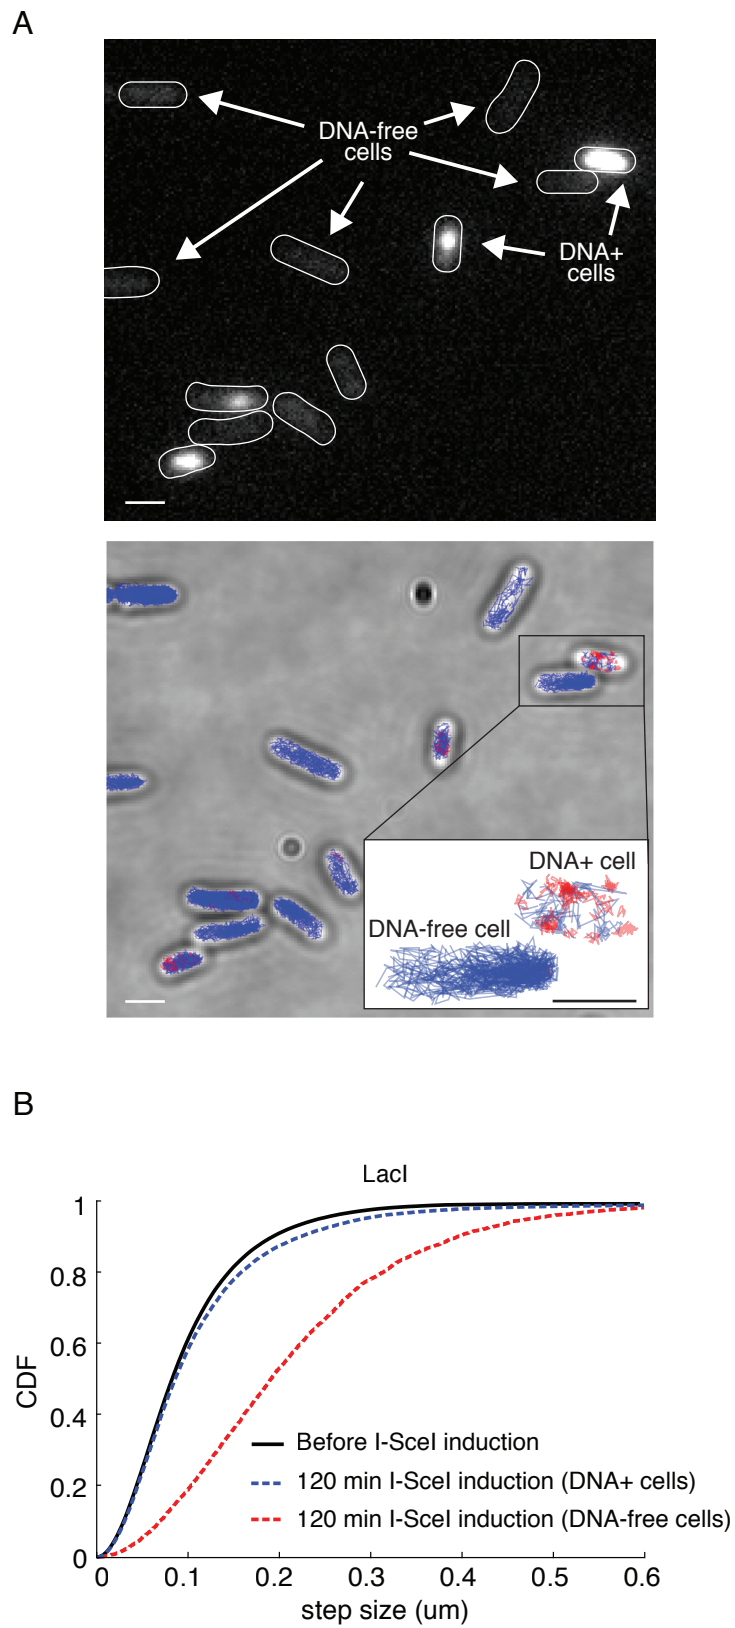 A
DNA-free
cells
DNA+
cells
DNA+ cell
DNA-free cell
B
LacI
1
0.8
0.6
0.4
0.2
0
CDF
Before I-SceI induction
120 min I-SceI induction (DNA+ cells)
120 min I-SceI induction (DNA-free cells)
0 0.1 0.2 0.3 0.4 0.5 0.6
step size (um)